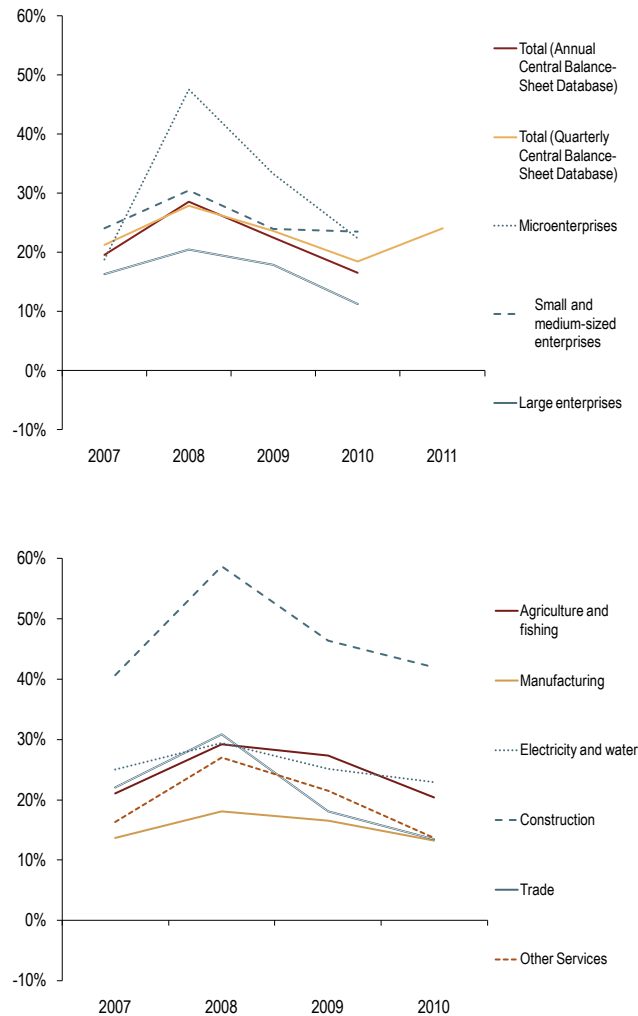 60%
50%
40%
30%
20%
10%
0%
-10%
2007
2008
2009
2010
2011
Total (Annual
Central Balance-
Sheet Database)
Total (Quarterly
Central Balance-
Sheet Database)
Microenterprises
Small and
medium-sized
enterprises
Large enterprises
60%
50%
40%
30%
20%
10%
0%
-10%
2007
2008
2009
2010
Agriculture and
fishing
Manufacturing
Electricity and water
Construction
Trade
Other Services